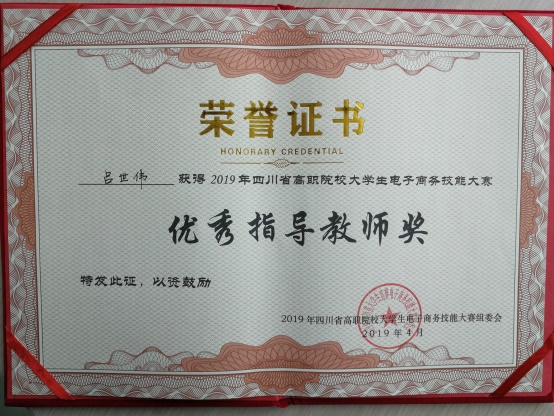 荣誉证书
HONORARY CREDENTIAL
吕世伟 获得 2019年四川省高职院校大学生电子商务技能大赛
优秀指导教师奖
特发此证，以资鼓励
2019年四川省高职院校大学生电子商务技能大赛组委会
2019年4月